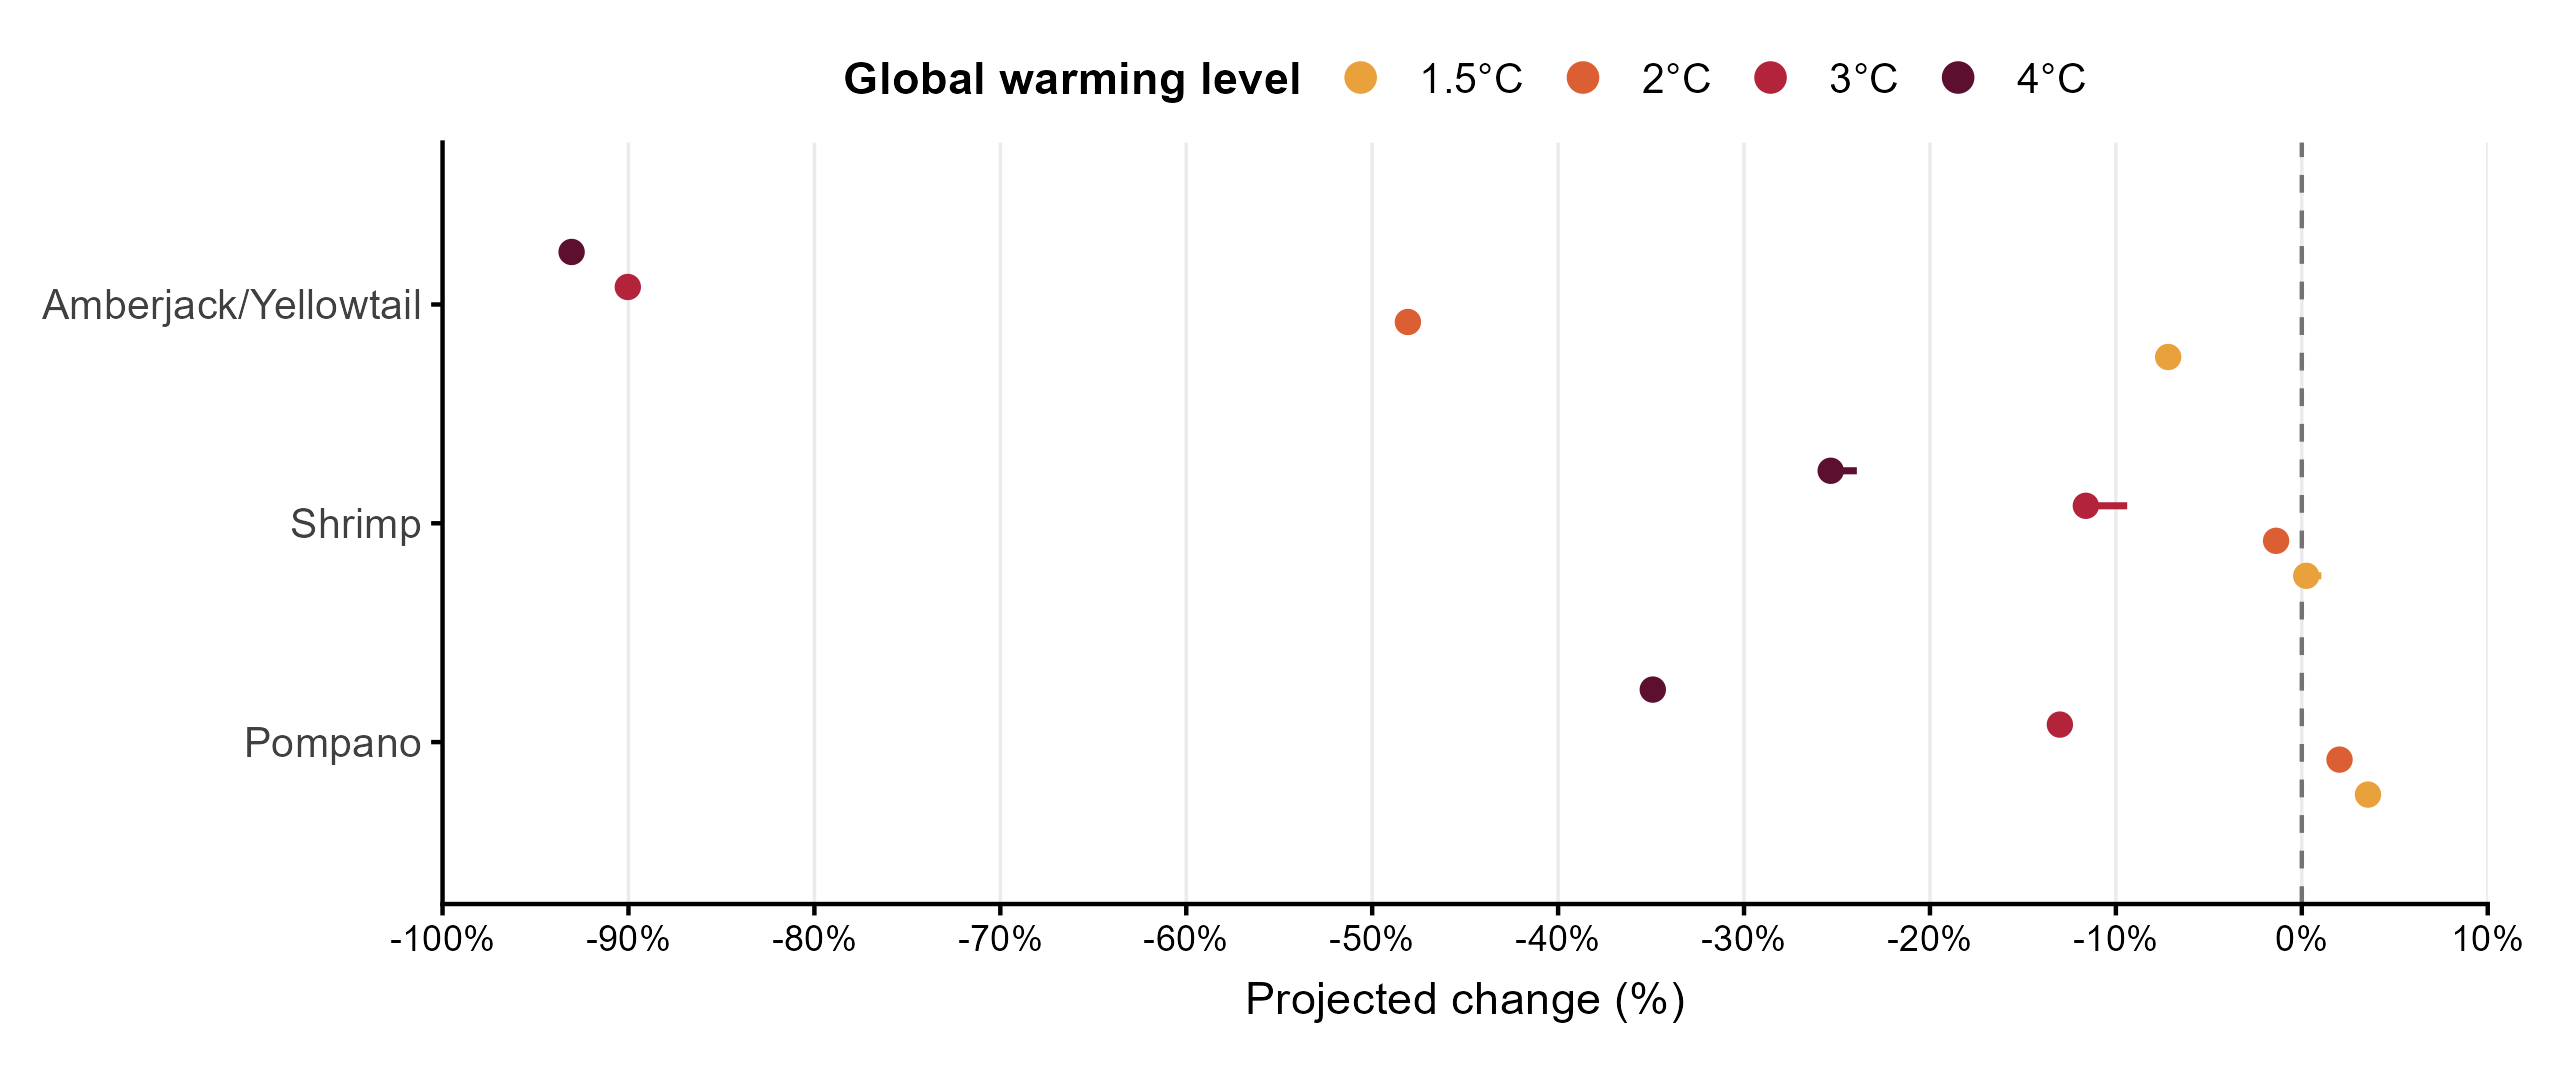 Global warming level 1.5°C 2°C 3°C 4°C
Amberjack/Yellowtail
Shrimp
Pompano
-100% -90% -80% -70% -60% -50% -40% -30% -20% -10% 0% 10%
Projected change (%)